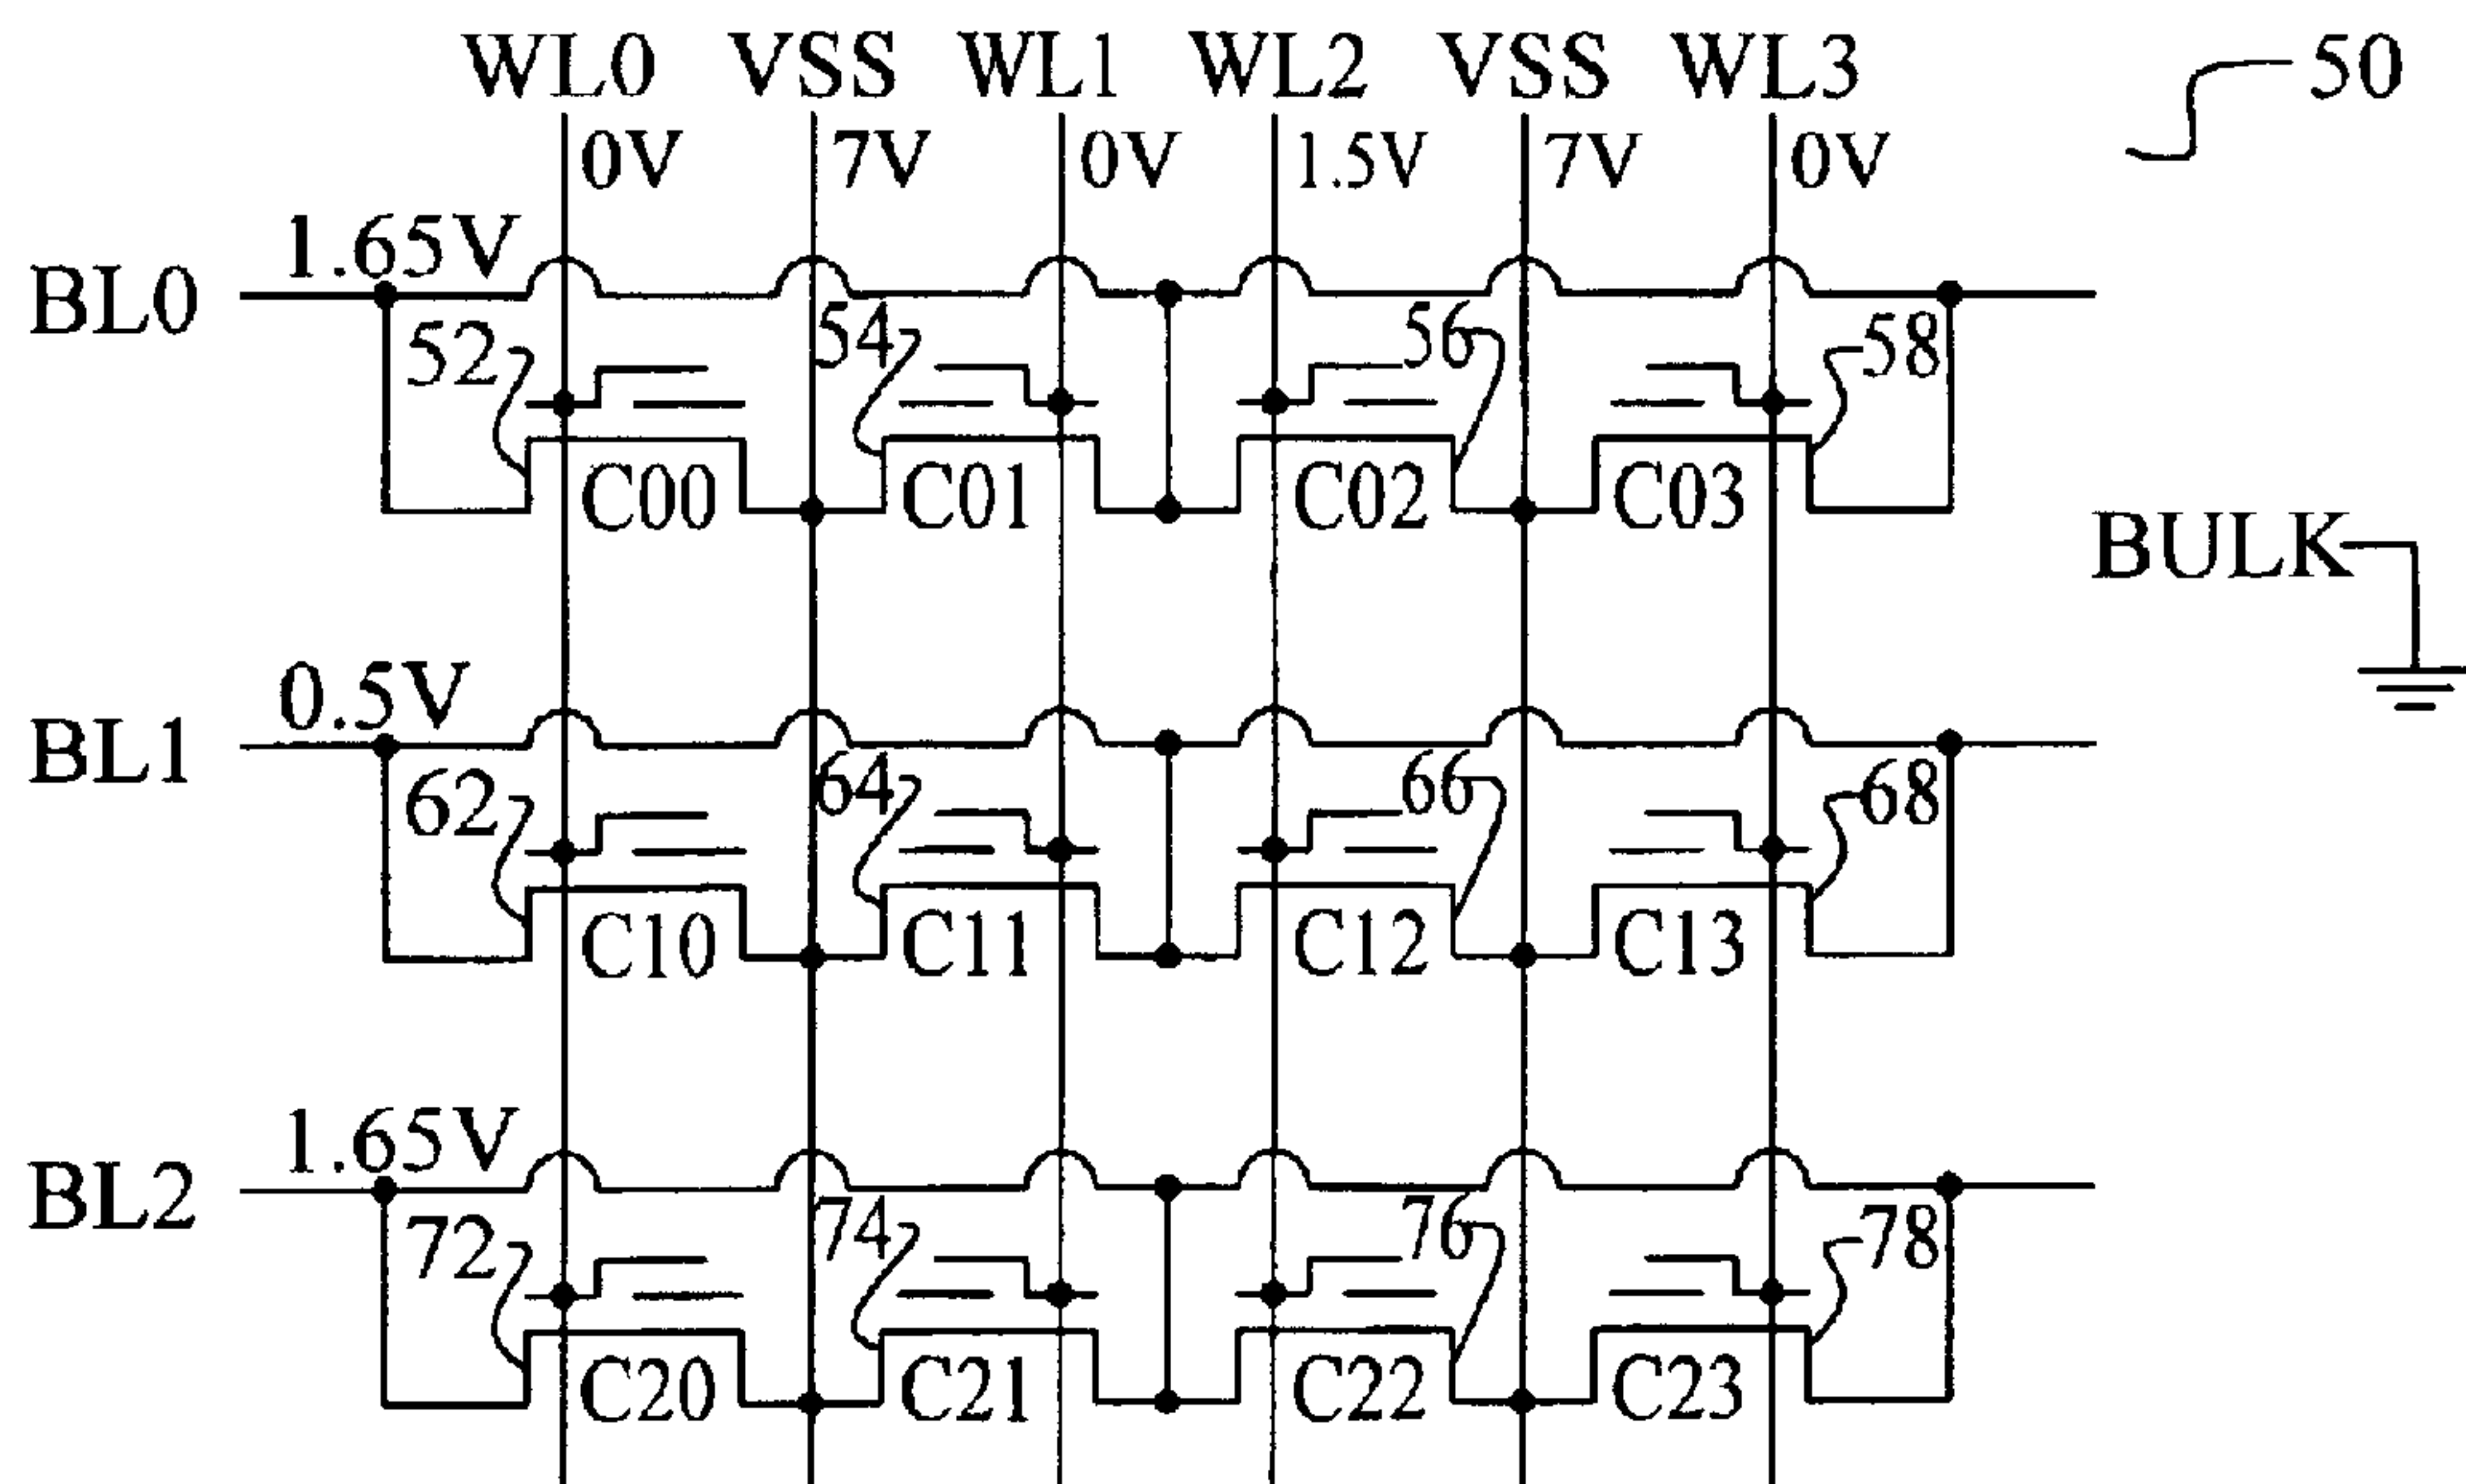 WL0 VSS WL1 WL2 VSS WL3 50
0V 7V 0V 1.5V 7V 0V
1.65V
BL0
52 54 56 58
C00 C01 C02 C03
BULK
0.5V
BL1
62 64 66 68
C10 C11 C12 C13
1.65V
BL2
72 74 76 78
C20 C21 C22 C23